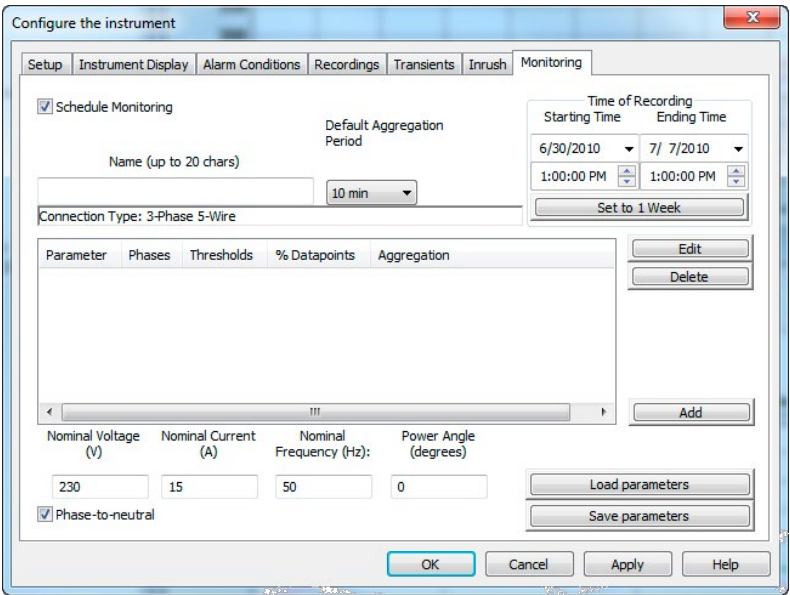 Configure the instrument
Setup Instrument Display Alarm Conditions Recordings Transients Inrush Monitoring
Schedule Monitoring
Default Aggregation
Period
Name (up to 20 chars)
10 min
Connection Type: 3-Phase 5-Wire
Time of Recording
Starting Time Ending Time
6/30/2010 7/ 7/2010
1:00:00 PM 1:00:00 PM
Set to 1 Week
Parameter Phases Thresholds % Datapoints Aggregation
Edit
Delete
Add
Nominal Voltage
(V)
Nominal Current
(A)
Nominal
Frequency (Hz):
Power Angle
(degrees)
230 15 50 0
Phase-to-neutral
Load parameters
Save parameters
OK Cancel Apply Help